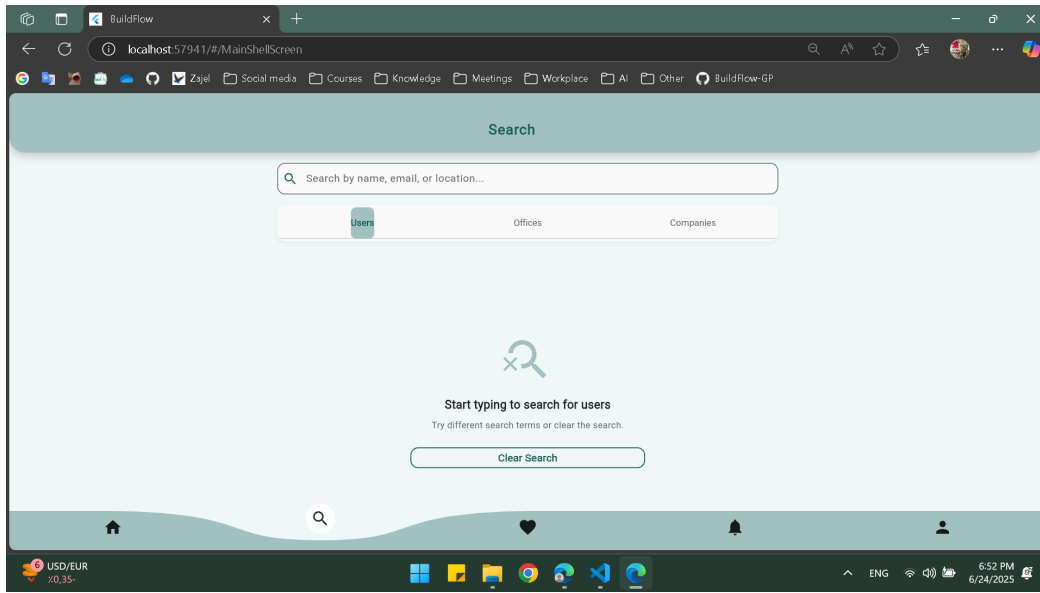 BuildFlow
localhost:57941/#/MainShellScreen
Zajel Social media Courses Knowledge Meetings Workplace AI Other BuildFlow-GP
Search
Search by name, email, or location...
Users Offices Companies
Start typing to search for users
Try different search terms or clear the search.
Clear Search
6 USD/EUR ENG 6:52 PM
٪0,35- 6/24/2025